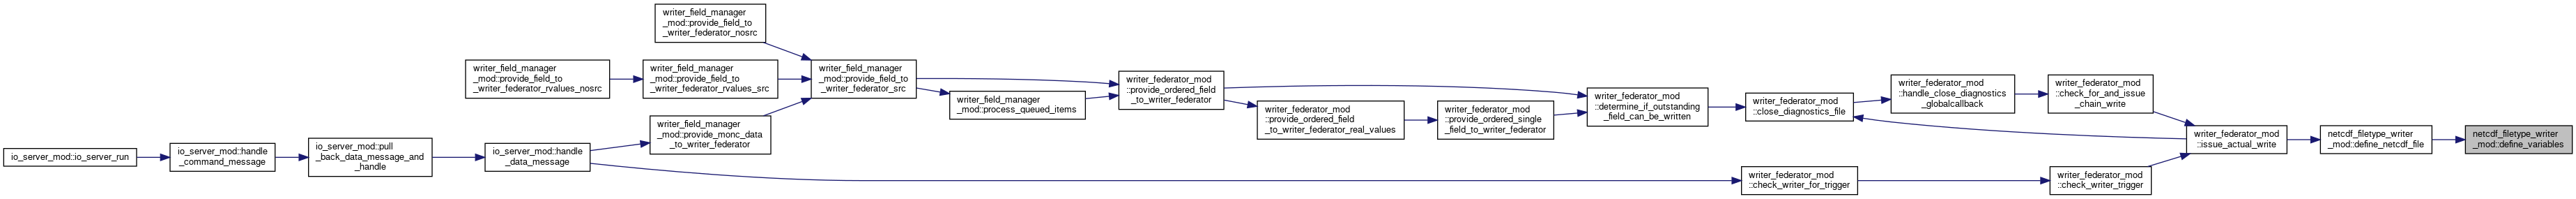 writer_field_manager
_mod::provide_field_to
_writer_federator_nosrc
writer_field_manager
_mod::provide_field_to
_writer_federator_rvalues_nosrc
writer_field_manager
_mod::provide_field_to
_writer_federator_rvalues_src
writer_field_manager
_mod::provide_field_to
_writer_federator_src
writer_field_manager
_mod::process_queued_items
writer_federator_mod
::provide_ordered_field
_to_writer_federator
writer_federator_mod
::provide_ordered_field
_to_writer_federator_real_values
writer_federator_mod
::provide_ordered_single
_field_to_writer_federator
writer_federator_mod
::determine_if_outstanding
_field_can_be_written
writer_federator_mod
::close_diagnostics_file
writer_federator_mod
::handle_close_diagnostics
_globalcallback
writer_federator_mod
::check_for_and_issue
_chain_write
io_server_mod::io_server_run
io_server_mod::handle
_command_message
io_server_mod::pull
_back_data_message_and
_handle
io_server_mod::handle
_data_message
writer_field_manager
_mod::provide_monc_data
_to_writer_federator
writer_federator_mod
::check_writer_for_trigger
writer_federator_mod
::check_writer_trigger
writer_federator_mod
::issue_actual_write
netcdf_filetype_writer
_mod::define_netcdf_file
netcdf_filetype_writer
_mod::define_variables